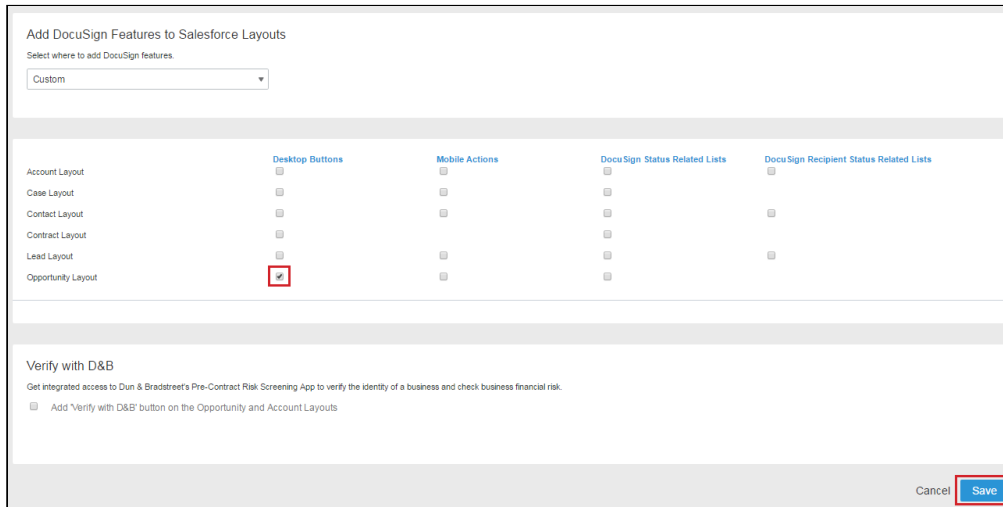 Add DocuSign Features to Salesforce Layouts
Select where to add DocuSign features.
Custom
Desktop Buttons Mobile Actions DocuSign Status Related Lists DocuSign Recipient Status Related Lists
Account Layout
Case Layout
Contact Layout
Contract Layout
Lead Layout
Opportunity Layout
Verify with D&B
Get integrated access to Dun & Bradstreet's Pre-Contract Risk Screening App to verify the identity of a business and check business financial risk.
Add 'Verify with D&B' button on the Opportunity and Account Layouts
Cancel Save